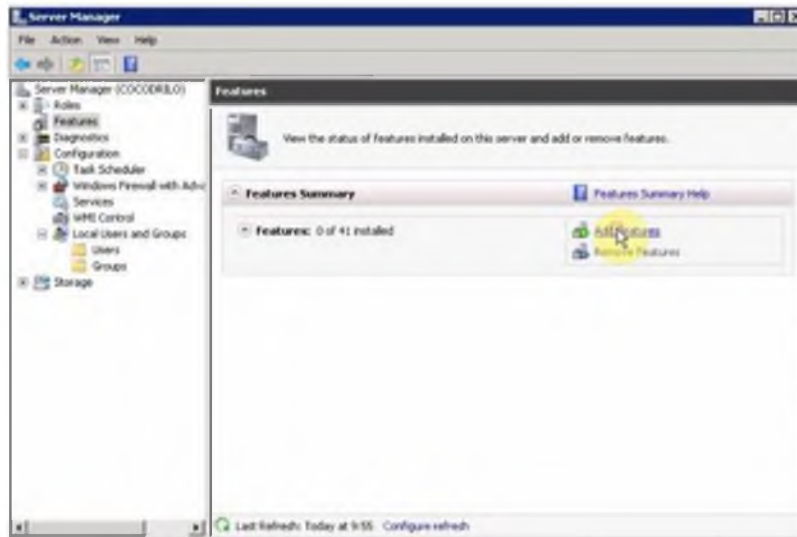 Server Manager
File Action View Help
Server Manager (COCODRILO)
Roles
Features
Diagnostics
Configuration
Task Scheduler
Windows Firewall with Adva
Services
WMI Control
Local Users and Groups
Users
Groups
Storage
Features
View the status of features installed on this server and add or remove features.
Features Summary
Features Summary Help
Features: 0 of 41 installed
Add Features
Remove Features
Last Refresh: Today at 9:55 Configure refresh